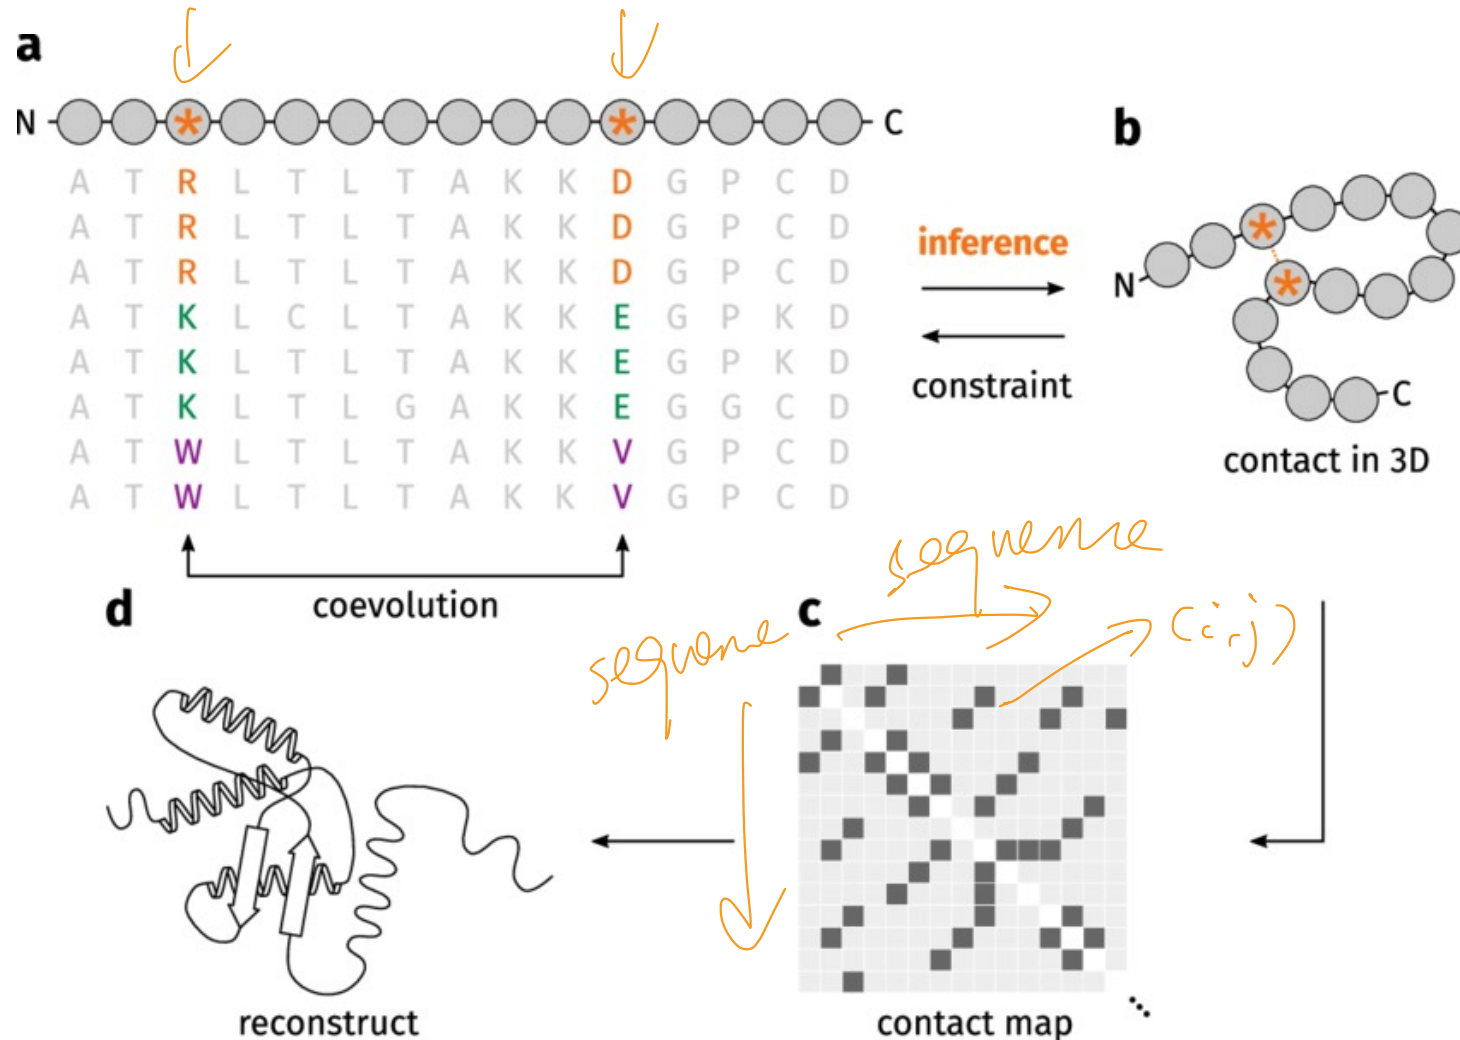 a
N * * C
A T R L T L T A K K D G P C D
A T R L T L T A K K D G P C D
A T R L T L T A K K D G P C D
A T K L C L T A K K E G P K D
A T K L T L T A K K E G P K D
A T K L T L G A K K E G G C D
A T W L T L T A K K V G P C D
A T W L T L T A K K V G P C D
coevolution
inference
constraint
b
N * * C
contact in 3D
c
sequence
sequence
(i,j)
contact map
d
reconstruct